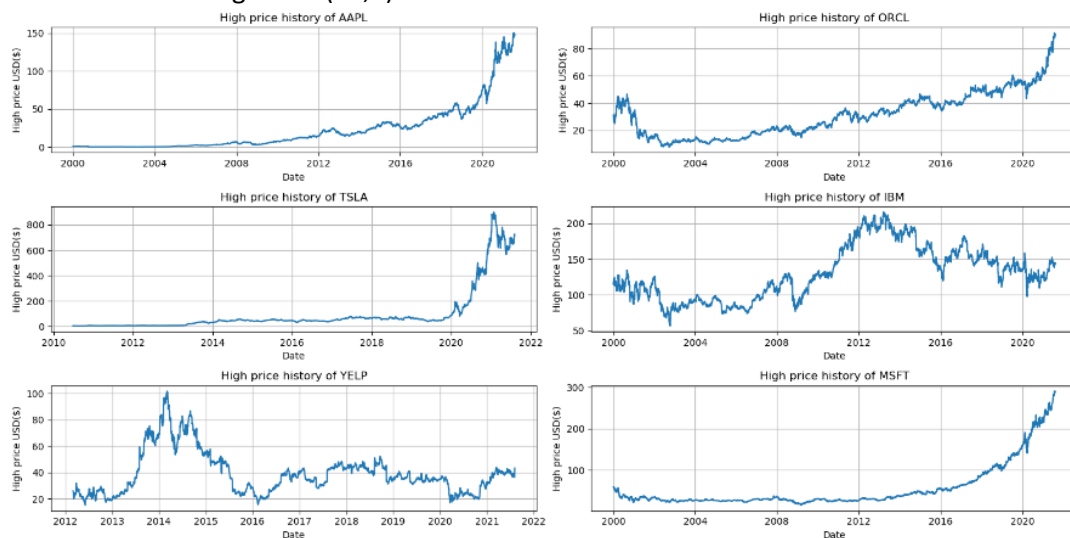 High price history of AAPL
High price USD($)
150
100
50
0
2000 2004 2008 2012 2016 2020
Date
High price history of ORCL
High price USD($)
80
60
40
20
2000 2004 2008 2012 2016 2020
Date
High price history of TSLA
High price USD($)
800
600
400
200
0
2010 2012 2014 2016 2018 2020 2022
Date
High price history of IBM
High price USD($)
200
150
100
50
2000 2004 2008 2012 2016 2020
Date
High price history of YELP
High price USD($)
100
80
60
40
20
2012 2013 2014 2015 2016 2017 2018 2019 2020 2021 2022
Date
High price history of MSFT
High price USD($)
300
200
100
2000 2004 2008 2012 2016 2020
Date